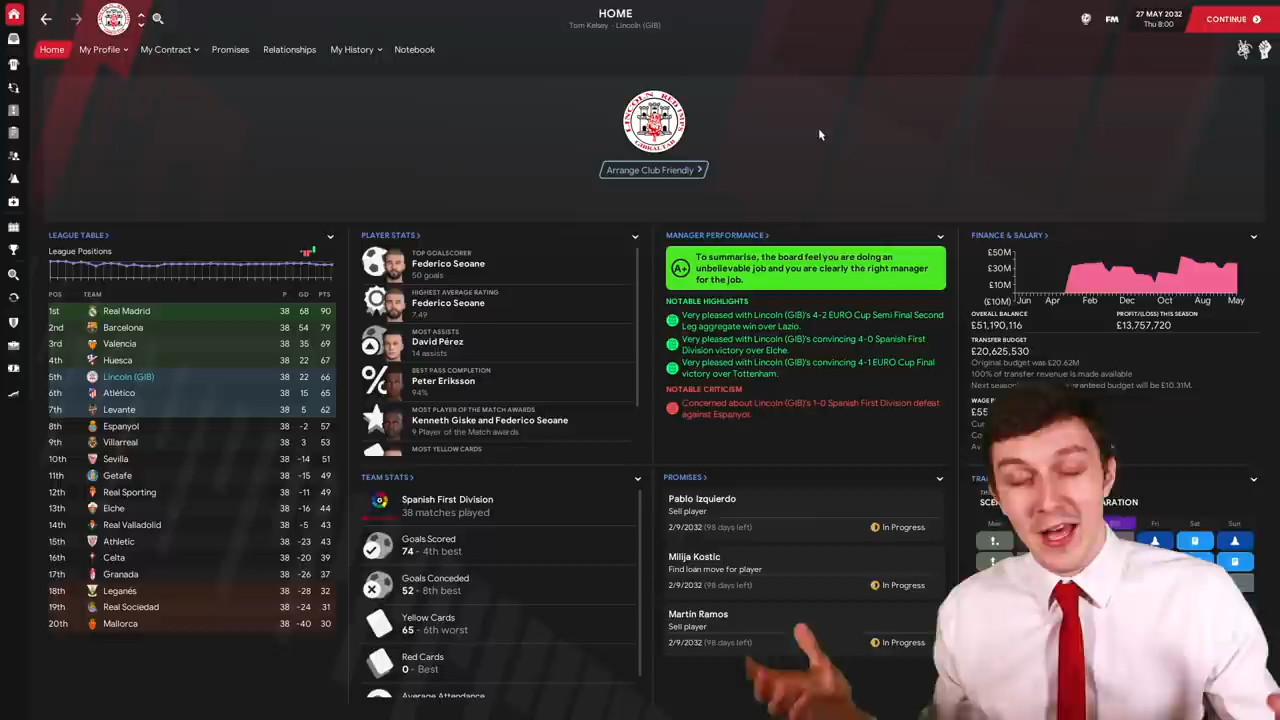 HOME
Tom Kelsey - Lincoln (GIB)
FM
27 MAY 2032
Thu 8:00
CONTINUE
Home
My Profile
My Contract
Promises
Relationships
My History
Notebook
LINCOLN RED IMPS
GIBRALTAR
Arrange Club Friendly
LEAGUE TABLE
League Positions
POS TEAM P GD PTS
1st Real Madrid 38 68 90
2nd Barcelona 38 54 79
3rd Valencia 38 35 69
4th Huesca 38 22 67
5th Lincoln (GIB) 38 22 66
6th Atlético 38 15 65
7th Levante 38 5 62
8th Espanyol 38 -2 57
9th Villarreal 38 3 53
10th Sevilla 38 -14 51
11th Getafe 38 -15 49
12th Real Sporting 38 -11 49
13th Elche 38 -16 44
14th Real Valladolid 38 -5 43
15th Athletic 38 -23 43
16th Celta 38 -20 39
17th Granada 38 -26 37
18th Leganés 38 -28 32
19th Real Sociedad 38 -24 31
20th Mallorca 38 -40 30
PLAYER STATS
TOP GOALSCORER
Federico Seoane
50 goals
HIGHEST AVERAGE RATING
Federico Seoane
7.49
MOST ASSISTS
David Pérez
14 assists
BEST PASS COMPLETION
Peter Eriksson
94%
MOST PLAYER OF THE MATCH AWARDS
Kenneth Giske and Federico Seoane
9 Player of the Match awards
MOST YELLOW CARDS
TEAM STATS
Spanish First Division
38 matches played
Goals Scored
74 - 4th best
Goals Conceded
52 - 8th best
Yellow Cards
65 - 6th worst
Red Cards
0 - Best
Average Attendance
MANAGER PERFORMANCE
A+
To summarise, the board feel you are doing an
unbelievable job and you are clearly the right manager
for the job.
NOTABLE HIGHLIGHTS
Very pleased with Lincoln (GIB)'s 4-2 EURO Cup Semi Final Second
Leg aggregate win over Lazio.
Very pleased with Lincoln (GIB)'s convincing 4-0 Spanish First
Division victory over Elche.
Very pleased with Lincoln (GIB)'s convincing 4-1 EURO Cup Final
victory over Tottenham.
NOTABLE CRITICISM
Concerned about Lincoln (GIB)'s 1-0 Spanish First Division defeat
against Espanyol.
PROMISES
Pablo Izquierdo
Sell player
2/9/2032 (98 days left) In Progress
Milija Kostic
Find loan move for player
2/9/2032 (98 days left) In Progress
Martín Ramos
Sell player
2/9/2032 (98 days left) In Progress
FINANCE & SALARY
£50M
£30M
£10M
(£10M)
Jun Apr Feb Dec Oct Aug May
OVERALL BALANCE PROFIT/(LOSS) THIS SEASON
£51,190,116 £13,757,720
TRANSFER BUDGET
£20,625,530
Original budget was £20.62M
100% of transfer revenue is made available
Next seaso guaranteed budget will be £10.31M.
WAGE
£55
Fri Sat Sun